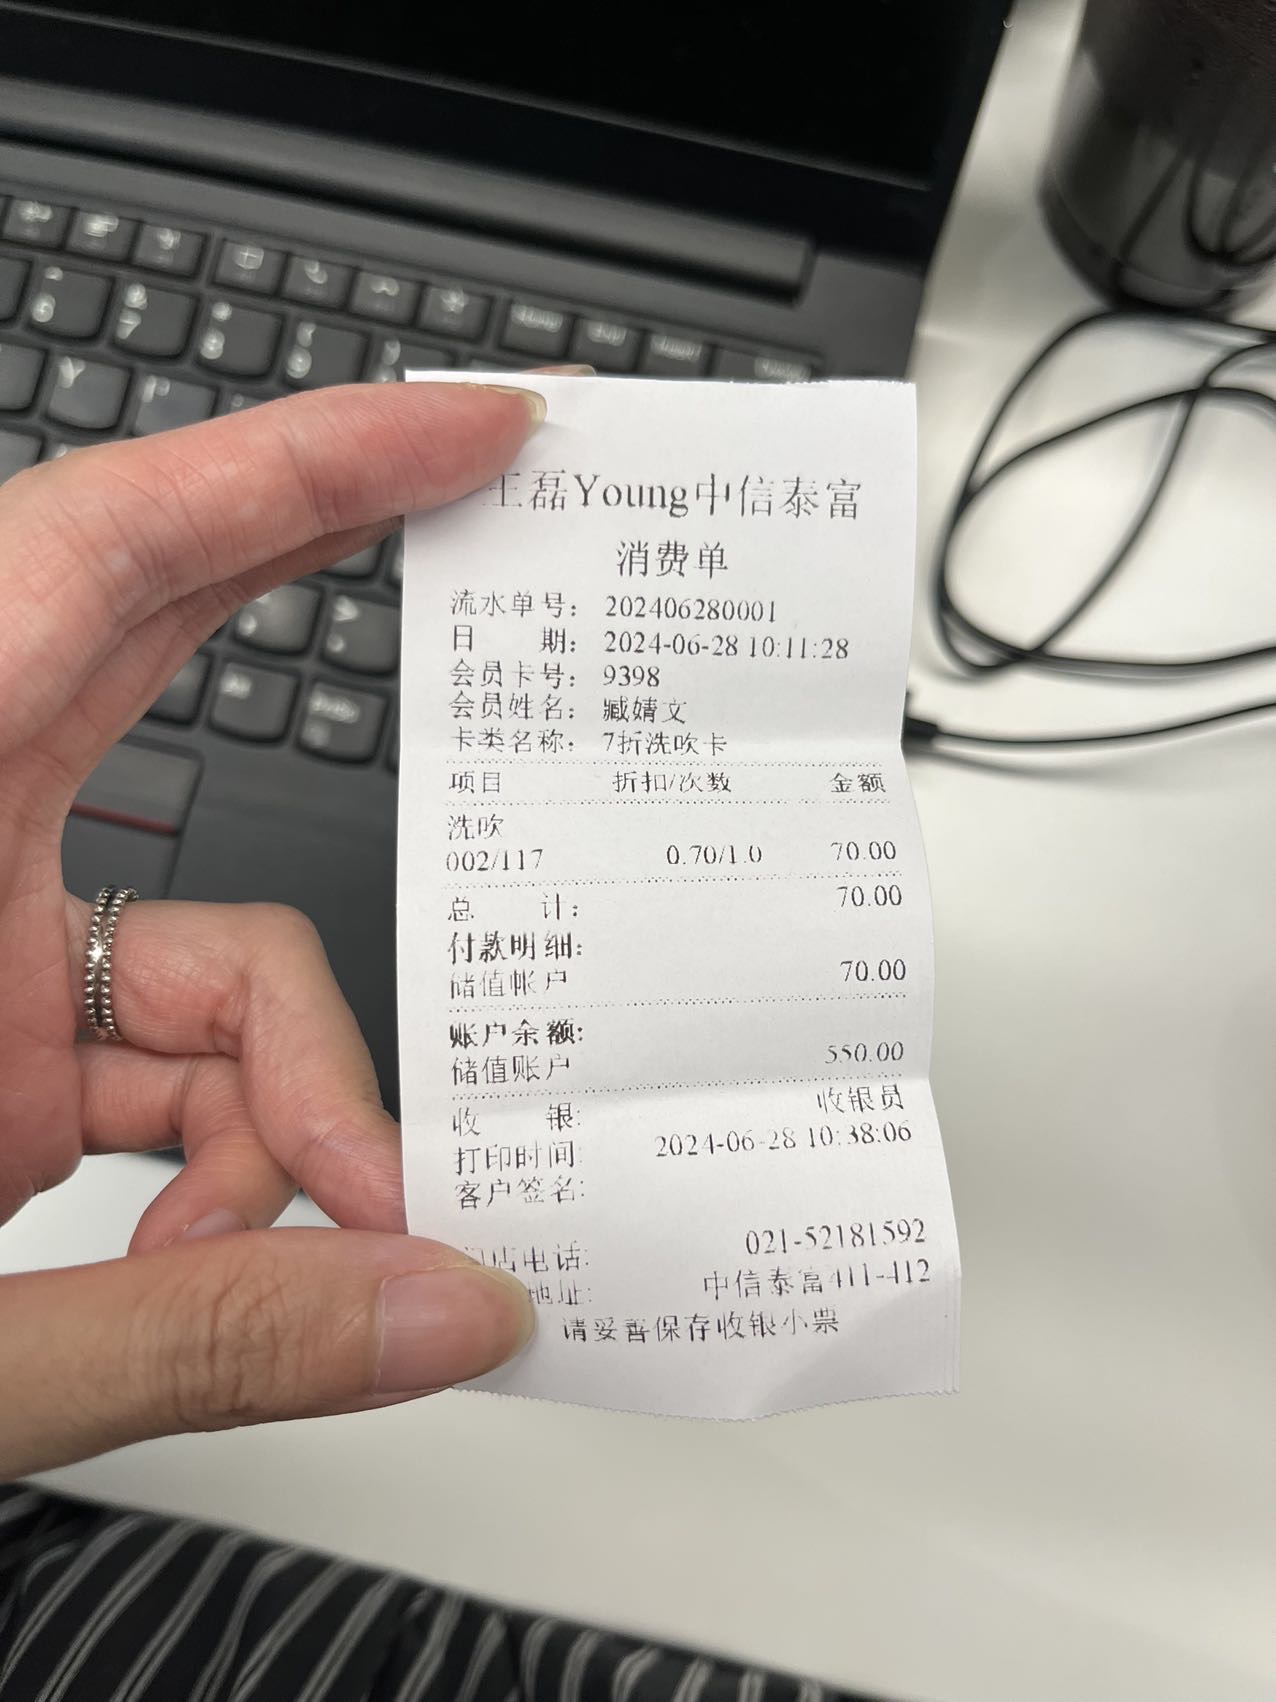 王磊Young中信泰富
消费单
流水单号： 202406280001
日 期： 2024-06-28 10:11:28
会员卡号： 9398
会员姓名： 臧婧文
卡类名称： 7折洗吹卡
项目 折扣/次数 金额
洗吹
002/117 0.70/1.0 70.00
总 计： 70.00
付款明细:
储值帐户 70.00
账户余额:
储值账户 550.00
收 银: 收银员
打印时间: 2024-06-28 10:38:06
客户签名:
店电话: 021-52181592
地址: 中信泰富411-412
请妥善保存收银小票